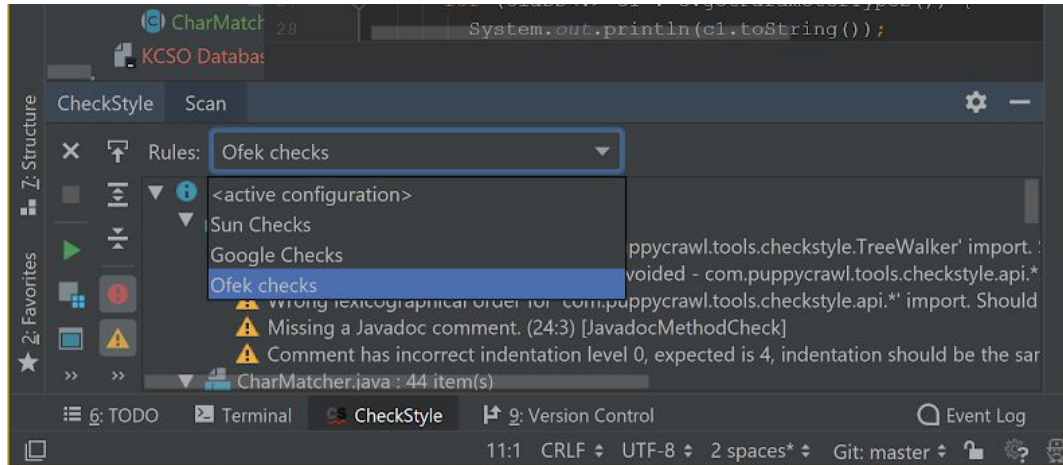 CharMatch
28 System.out.println(c1.toString());
KCSO Databas
CheckStyle Scan
Z: Structure
Rules: Ofek checks
<active configuration>
Sun Checks
Google Checks
ppycrawl.tools.checkstyle.TreeWalker' import.
Ofek checks
voided - com.puppycrawl.tools.checkstyle.api.*
Wrong lexicographical order for 'com.puppycrawl.tools.checkstyle.api.*' import. Should
Missing a Javadoc comment. (24:3) [JavadocMethodCheck]
Comment has incorrect indentation level 0, expected is 4, indentation should be the sar
CharMatcher.java : 44 item(s)
2: Favorites
6: TODO Terminal CheckStyle 9: Version Control Event Log
11:1 CRLF UTF-8 2 spaces* Git: master